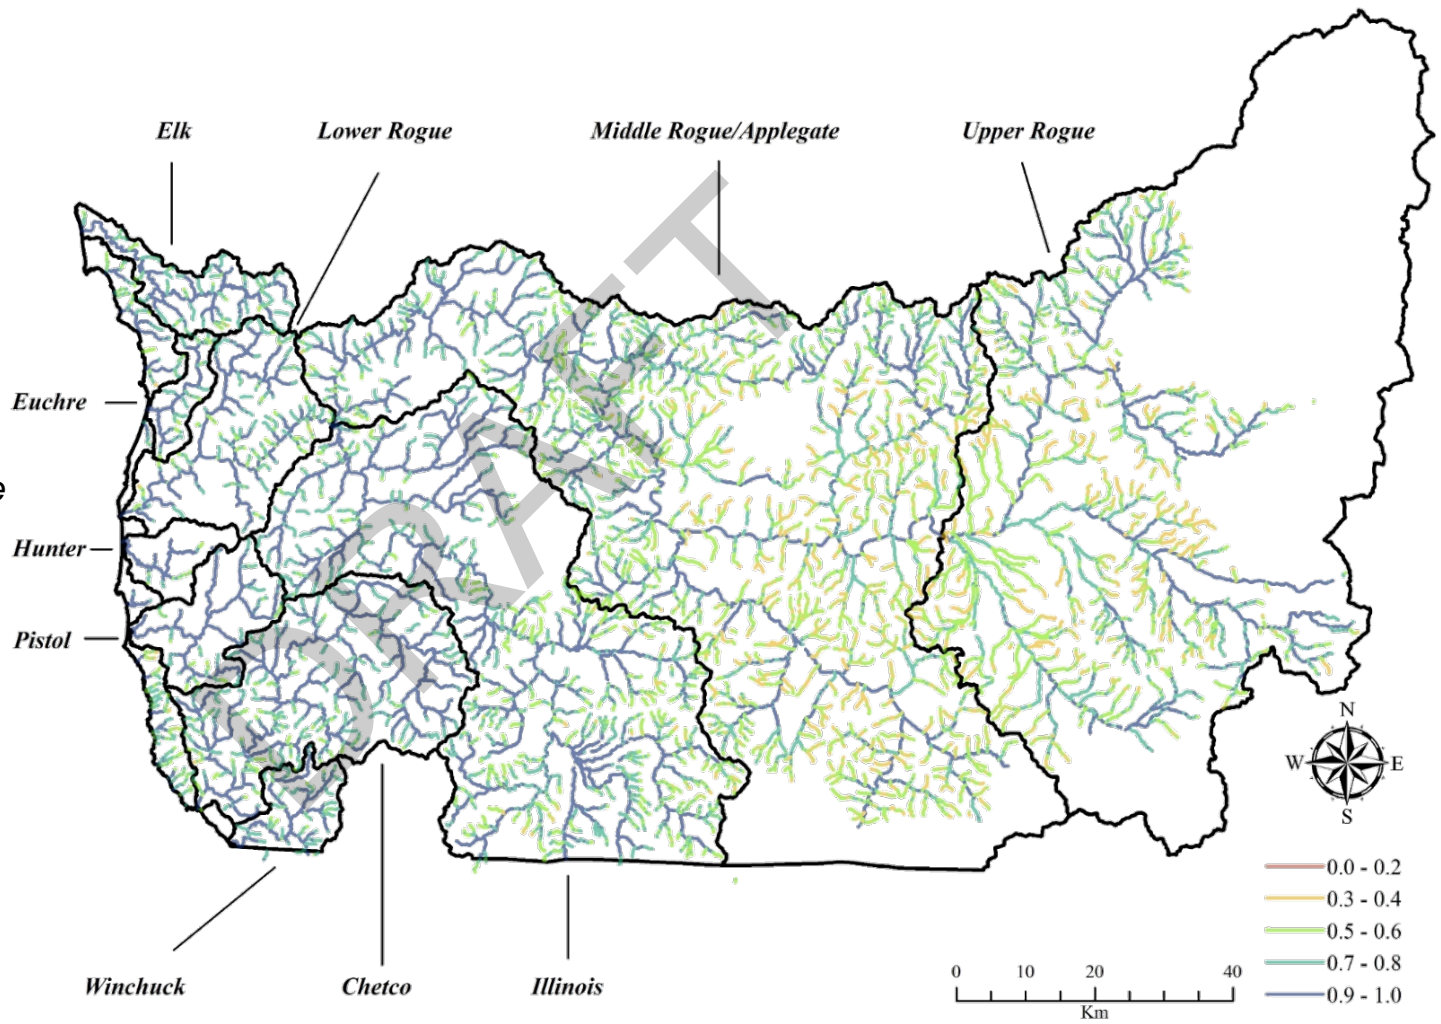 Elk
Lower Rogue
Middle Rogue/Applegate
Upper Rogue
Euchre
e
Hunter
Pistol
DRAFT
N
W
E
S
0.0 - 0.2
0.3 - 0.4
0.5 - 0.6
0.7 - 0.8
0.9 - 1.0
Winchuck
Chetco
Illinois
0 10 20 40
Km